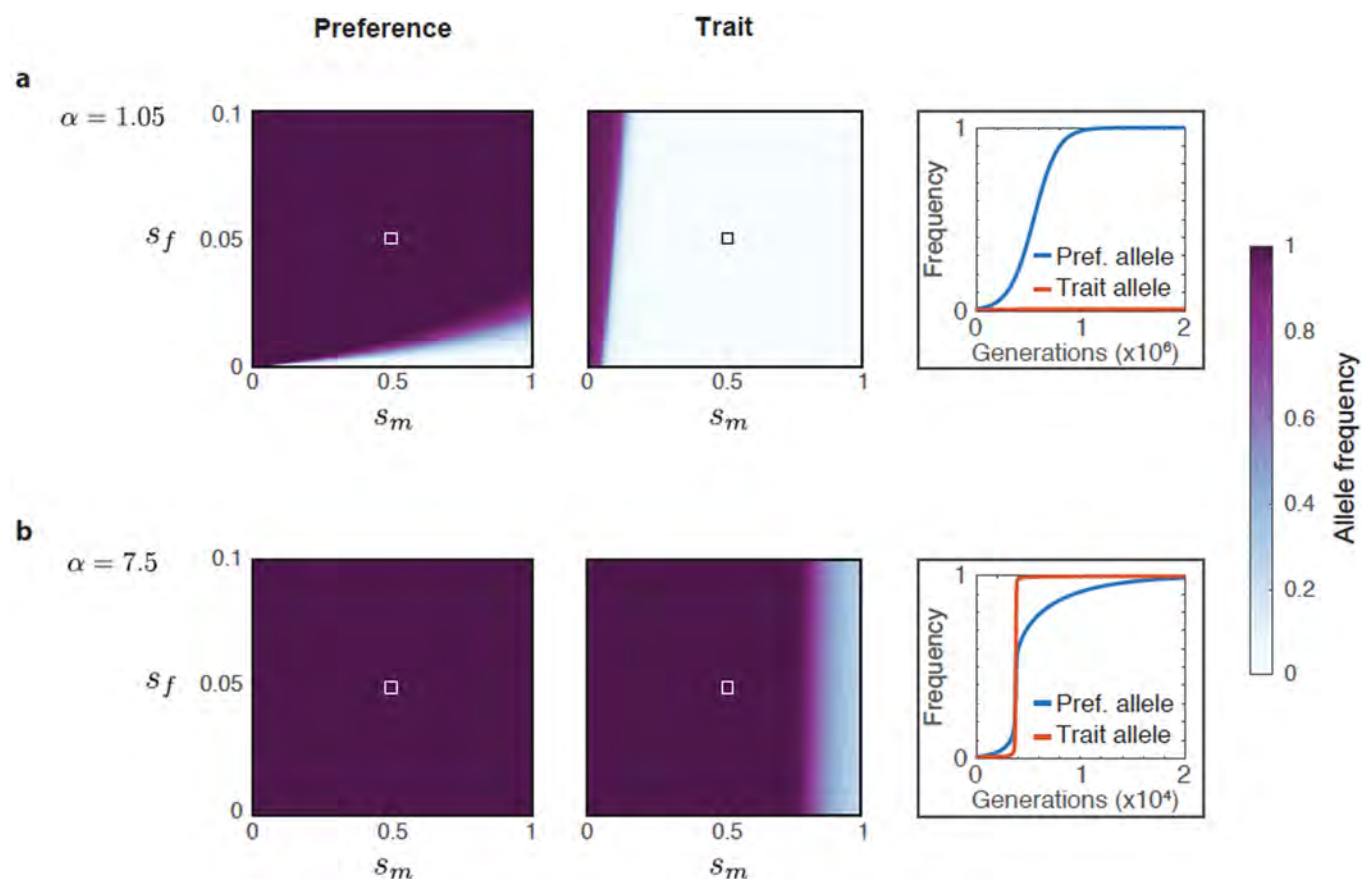 Preference Trait
a
α = 1.05
0.1
s_f 0.05
0
0 0.5 1
s_m
0 0.5 1
s_m
1
Frequency
0
Pref. allele
Trait allele
0 1 2
Generations (x10⁶)
b
α = 7.5
0.1
s_f 0.05
0
0 0.5 1
s_m
0 0.5 1
s_m
1
Frequency
0
Pref. allele
Trait allele
0 1 2
Generations (x10⁴)
1
0.8
0.6
0.4
0.2
0
Allele frequency